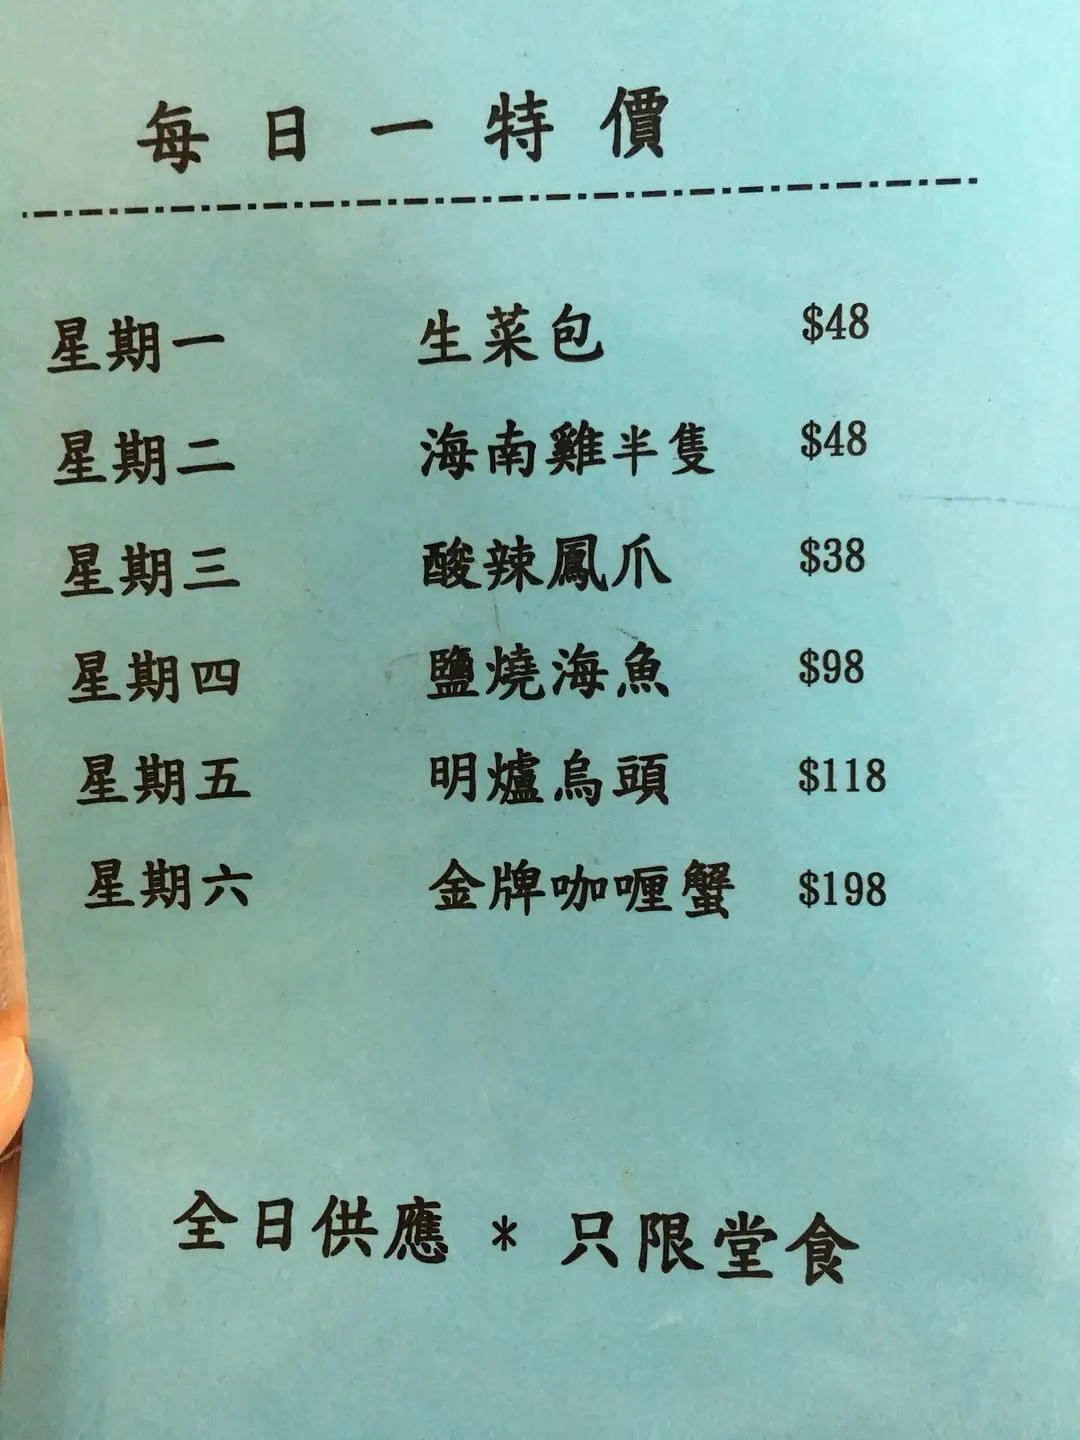 每日一特價
星期一 生菜包 $48
星期二 海南雞半隻 $48
星期三 酸辣鳳爪 $38
星期四 鹽燒海魚 $98
星期五 明爐烏頭 $118
星期六 金牌咖喱蟹 $198
全日供應 * 只限堂食